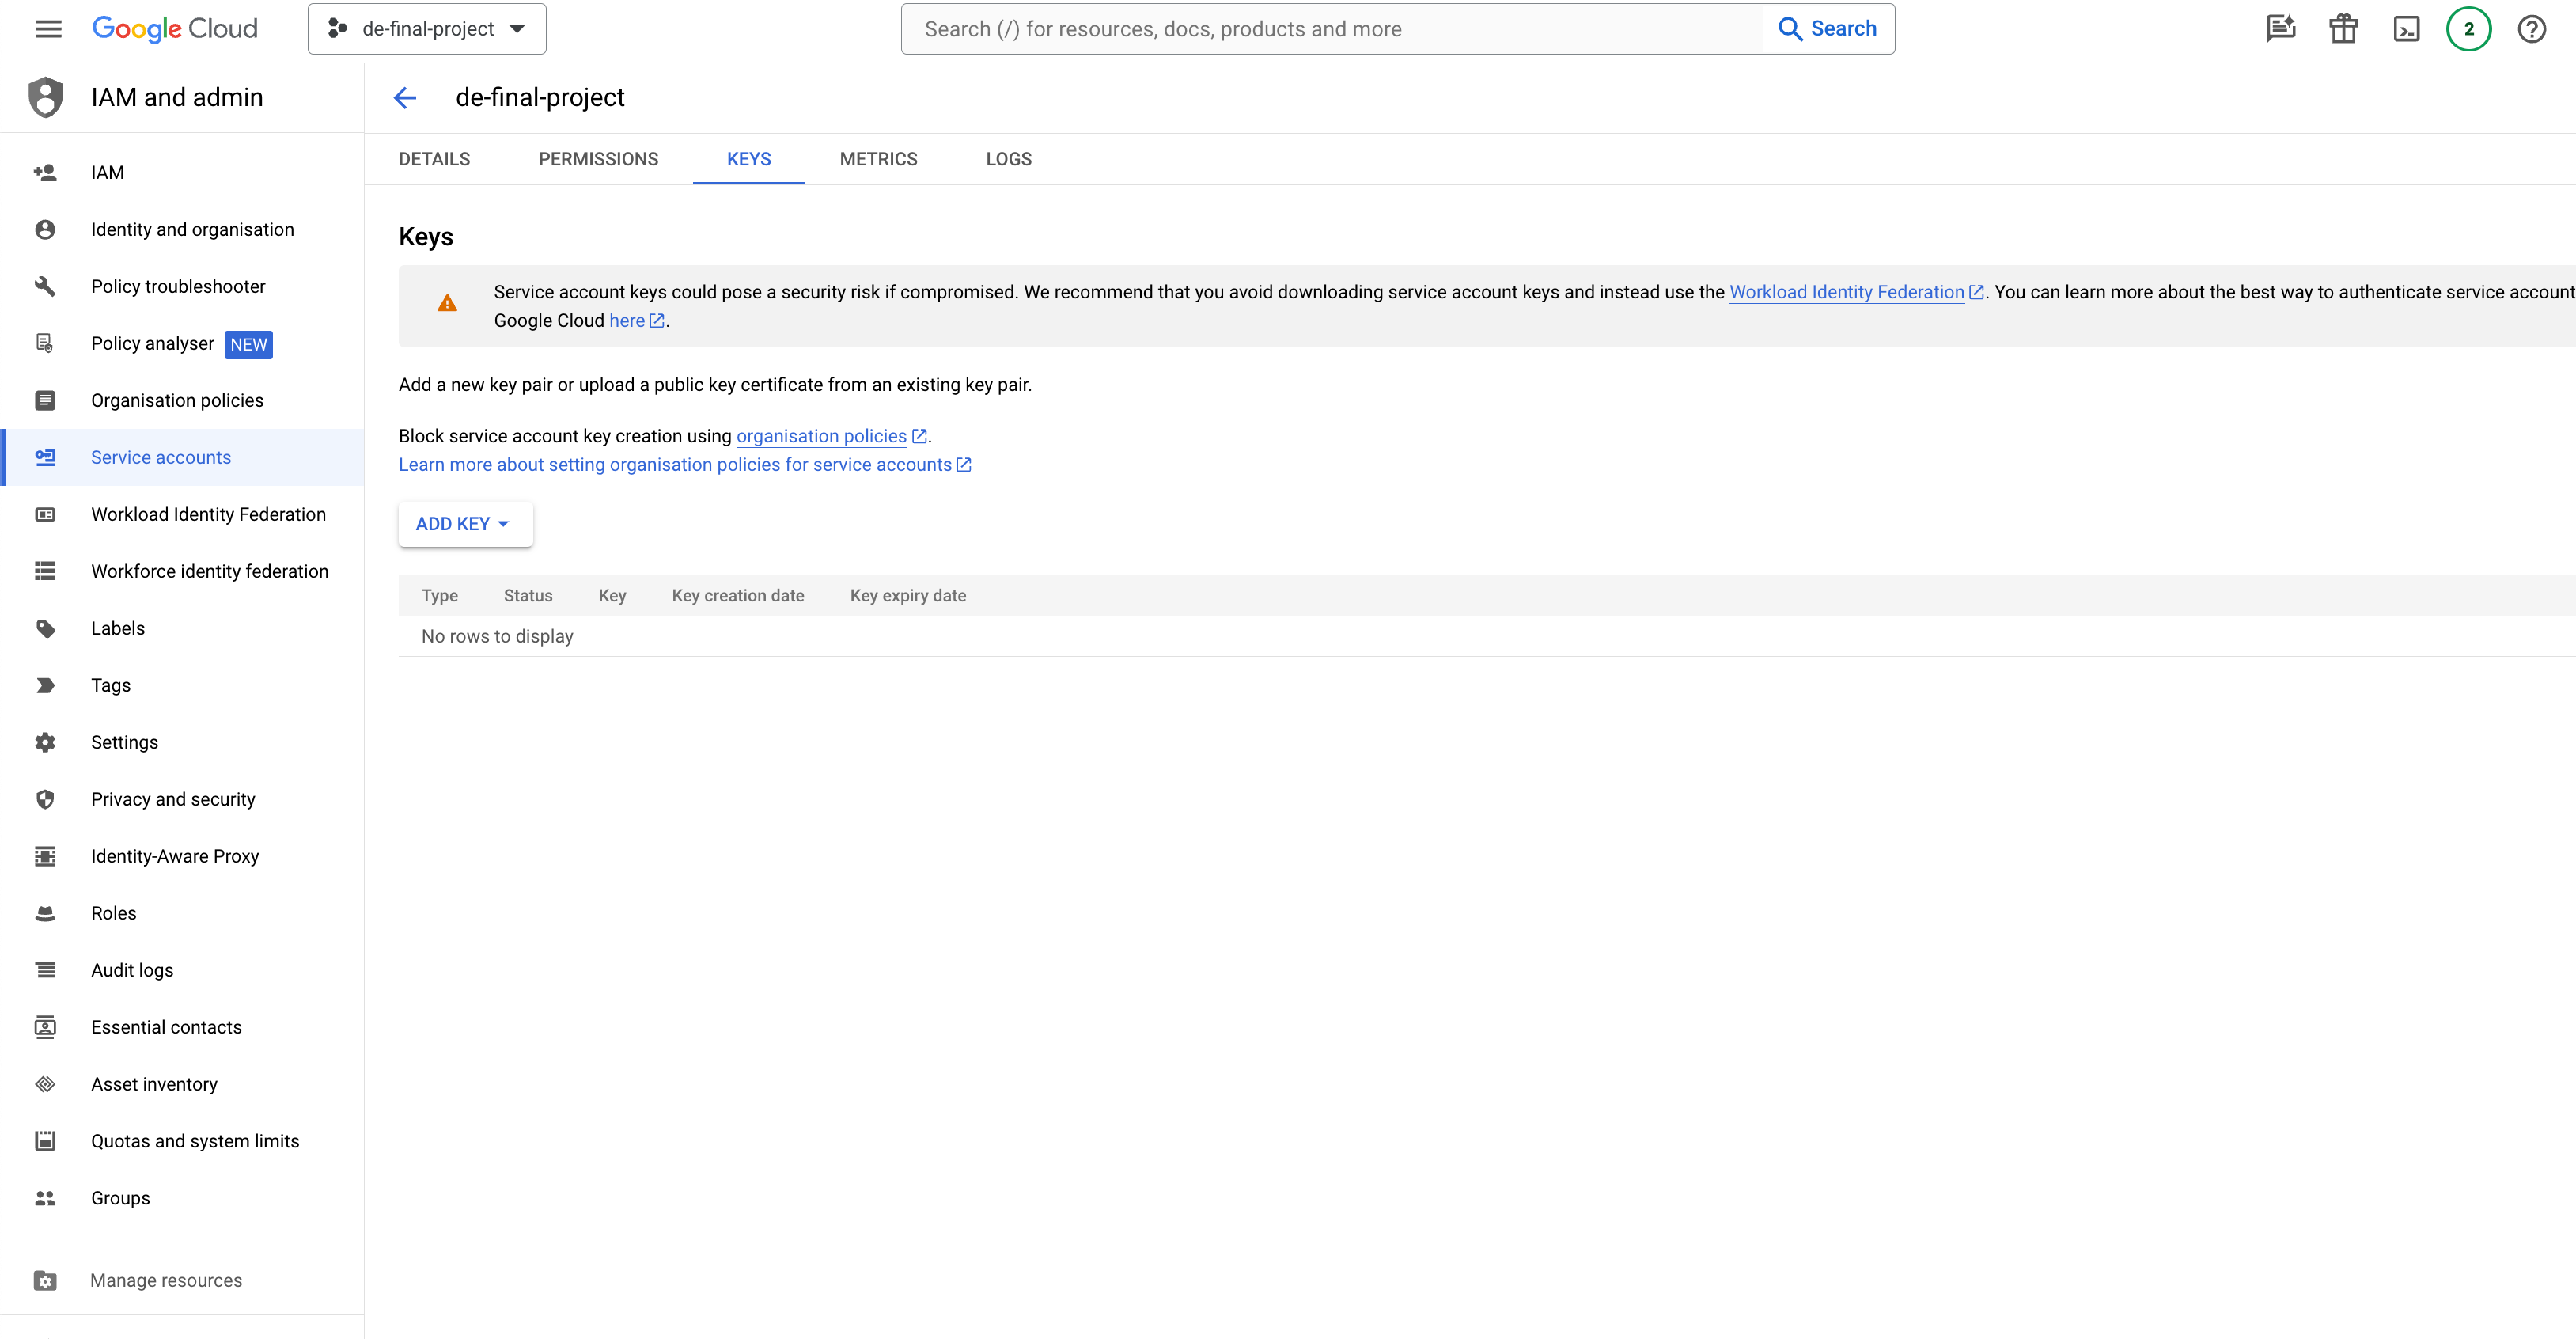 Google Cloud
de-final-project
Search (/) for resources, docs, products and more
Search
2
IAM and admin
de-final-project
IAM
Identity and organisation
Policy troubleshooter
Policy analyser NEW
Organisation policies
Service accounts
Workload Identity Federation
Workforce identity federation
Labels
Tags
Settings
Privacy and security
Identity-Aware Proxy
Roles
Audit logs
Essential contacts
Asset inventory
Quotas and system limits
Groups
Manage resources
DETAILS PERMISSIONS KEYS METRICS LOGS
Keys
Service account keys could pose a security risk if compromised. We recommend that you avoid downloading service account keys and instead use the Workload Identity Federation. You can learn more about the best way to authenticate service account
Google Cloud here.
Add a new key pair or upload a public key certificate from an existing key pair.
Block service account key creation using organisation policies.
Learn more about setting organisation policies for service accounts
ADD KEY
Type Status Key Key creation date Key expiry date
No rows to display